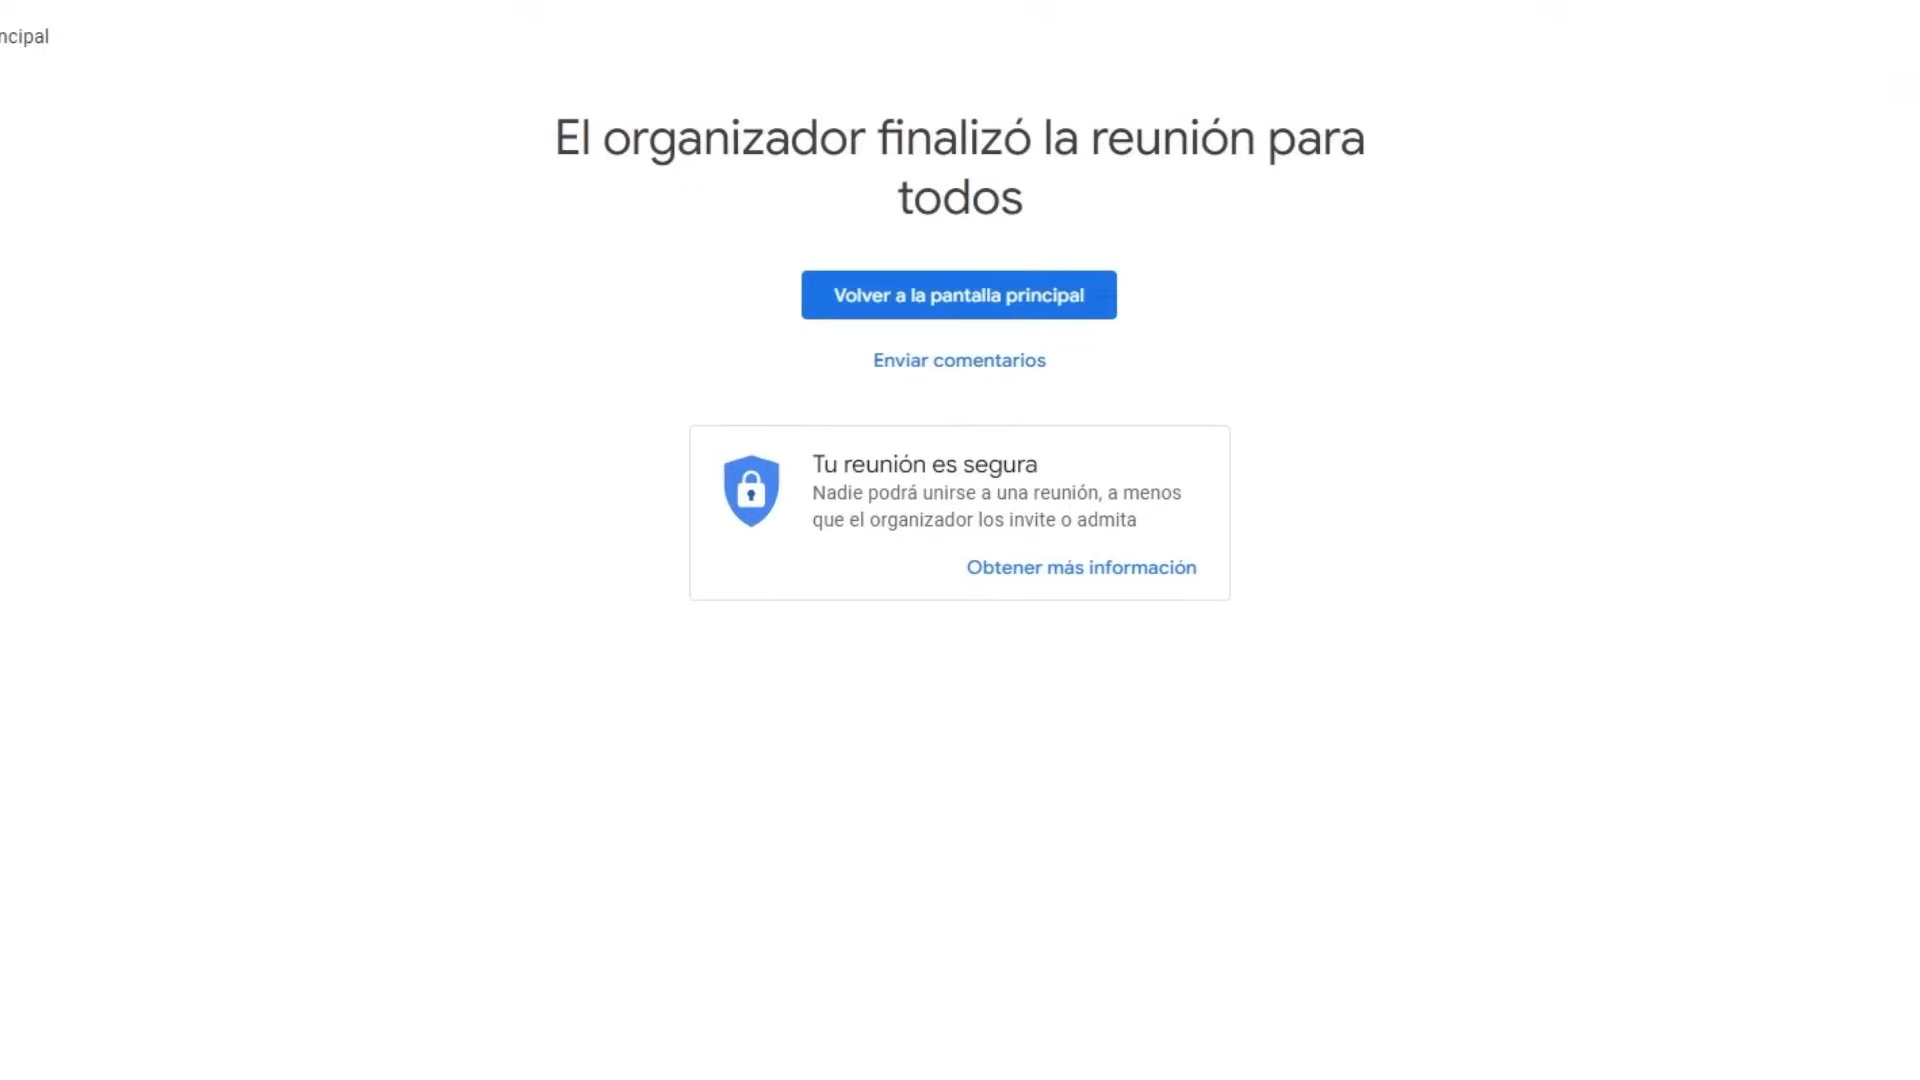 ncipal
El organizador finalizó la reunión para
todos
Volver a la pantalla principal
Enviar comentarios
Tu reunión es segura
Nadie podrá unirse a una reunión, a menos
que el organizador los invite o admita
Obtener más información